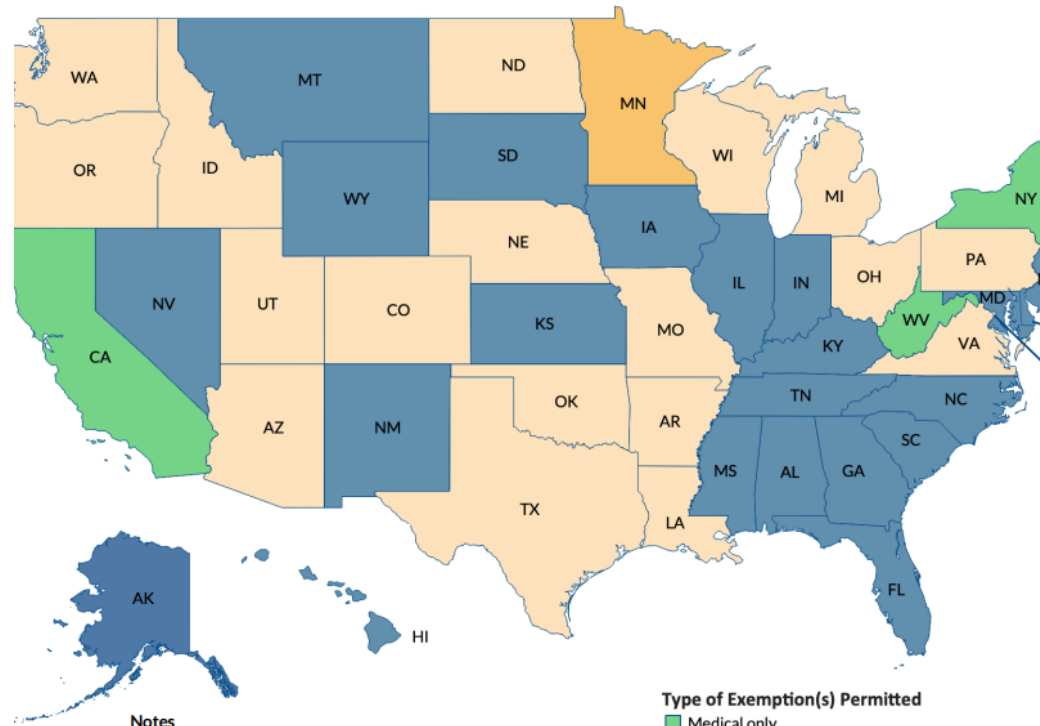 WA
MT
ND
MN
OR
ID
SD
WI
WY
MI
NY
NE
IA
PA
NV
UT
CO
IL
IN
OH
MD
CA
KS
MO
WV
VA
KY
AZ
NM
OK
AR
TN
NC
SC
TX
MS
AL
GA
LA
FL
AK
HI
Type of Exemption(s) Permitted
Medical only
Notes